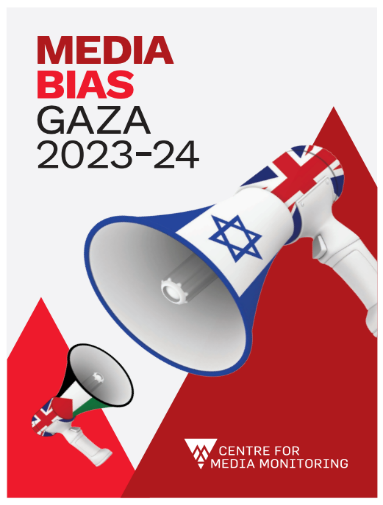 MEDIA
BIAS
GAZA
2023–24
CENTRE FOR
MEDIA MONITORING